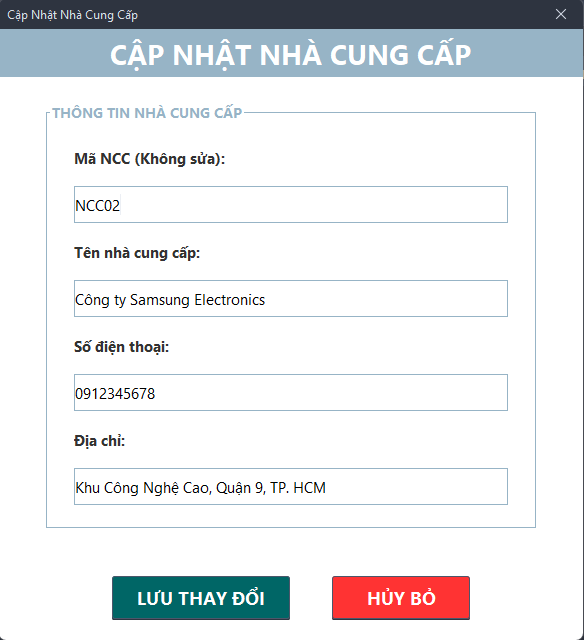 Cập Nhật Nhà Cung Cấp
CẬP NHẬT NHÀ CUNG CẤP
THÔNG TIN NHÀ CUNG CẤP
Mã NCC (Không sửa):
NCC02
Tên nhà cung cấp:
Công ty Samsung Electronics
Số điện thoại:
0912345678
Địa chỉ:
Khu Công Nghệ Cao, Quận 9, TP. HCM
LƯU THAY ĐỔI
HỦY BỎ